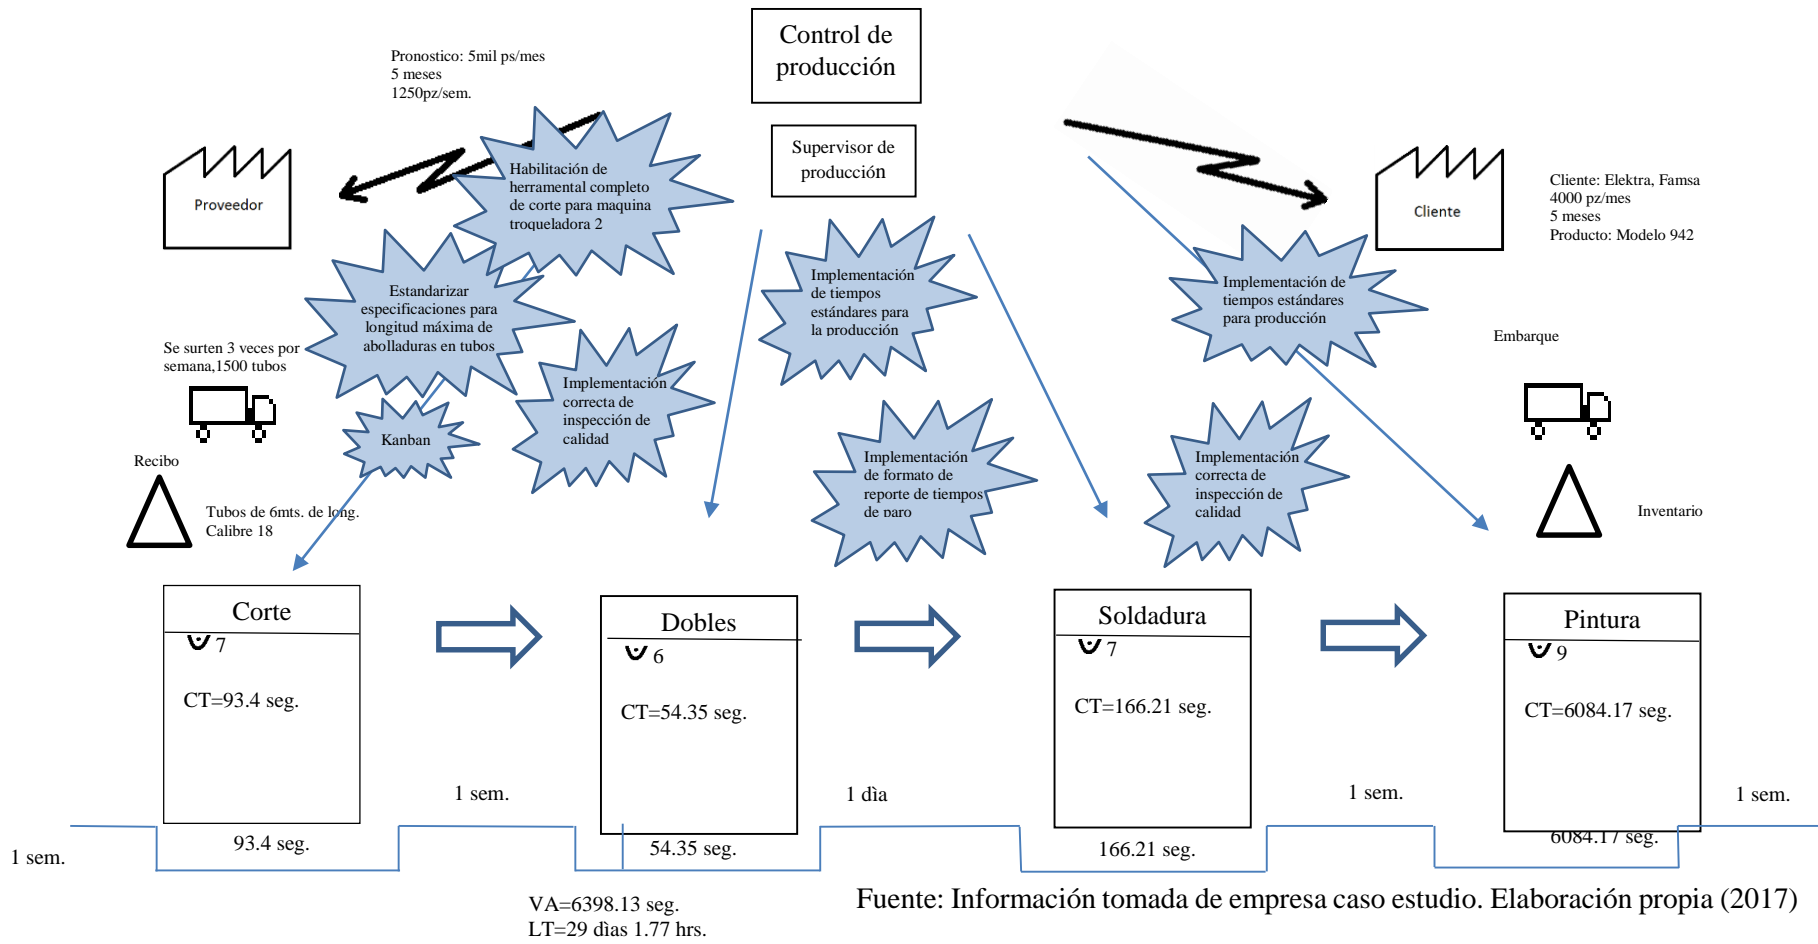 Control de
producción
Pronostico: 5mil ps/mes
5 meses
1250pz/sem.
Supervisor de
producción
Proveedor
Cliente
Cliente: Elektra, Famsa
4000 pz/mes
5 meses
Producto: Modelo 942
Habilitación de
herramental completo
de corte para maquina
troqueladora 2
Estandarizar
especificaciones para
longitud máxima de
abolladuras en tubos
Implementación
de tiempos
estándares para
la producción
Implementación de
tiempos estándares
para producción
Se surten 3 veces por
semana,1500 tubos
Embarque
Implementación
correcta de
inspección de
calidad
Kanban
Implementación
de formato de
reporte de tiempos
de paro
Implementación
correcta de
inspección de
calidad
Recibo
Tubos de 6mts. de long.
Calibre 18
Inventario
Corte
7
CT=93.4 seg.
Dobles
6
CT=54.35 seg.
Soldadura
7
CT=166.21 seg.
Pintura
9
CT=6084.17 seg.
1 sem.
1 dìa
1 sem.
1 sem.
1 sem.
93.4 seg.
54.35 seg.
166.21 seg.
6084.17 seg.
VA=6398.13 seg.
LT=29 dìas 1.77 hrs.
Fuente: Información tomada de empresa caso estudio. Elaboración propia (2017)